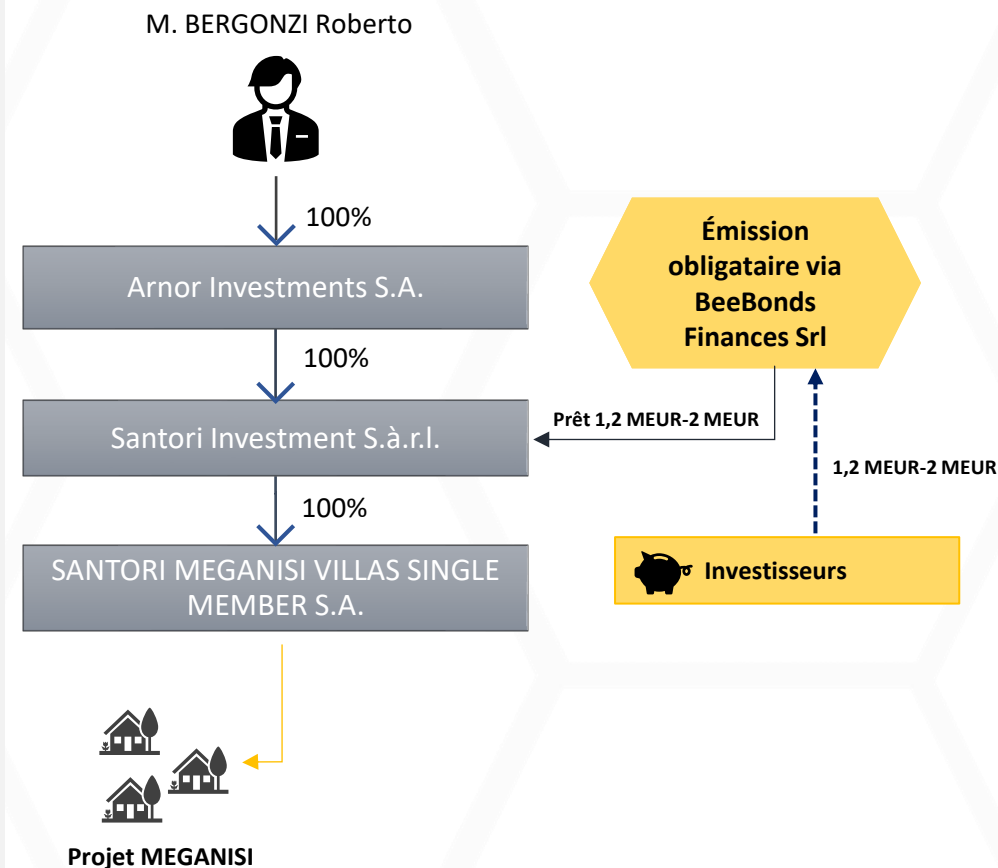 M. BERGONZI Roberto
100%
Arnor Investments S.A.
100%
Santori Investment S.à.r.l.
100%
SANTORI MEGANISI VILLAS SINGLE
MEMBER S.A.
Projet MEGANISI
Émission
obligataire via
BeeBonds
Finances Srl
Prêt 1,2 MEUR-2 MEUR
1,2 MEUR-2 MEUR
Investisseurs